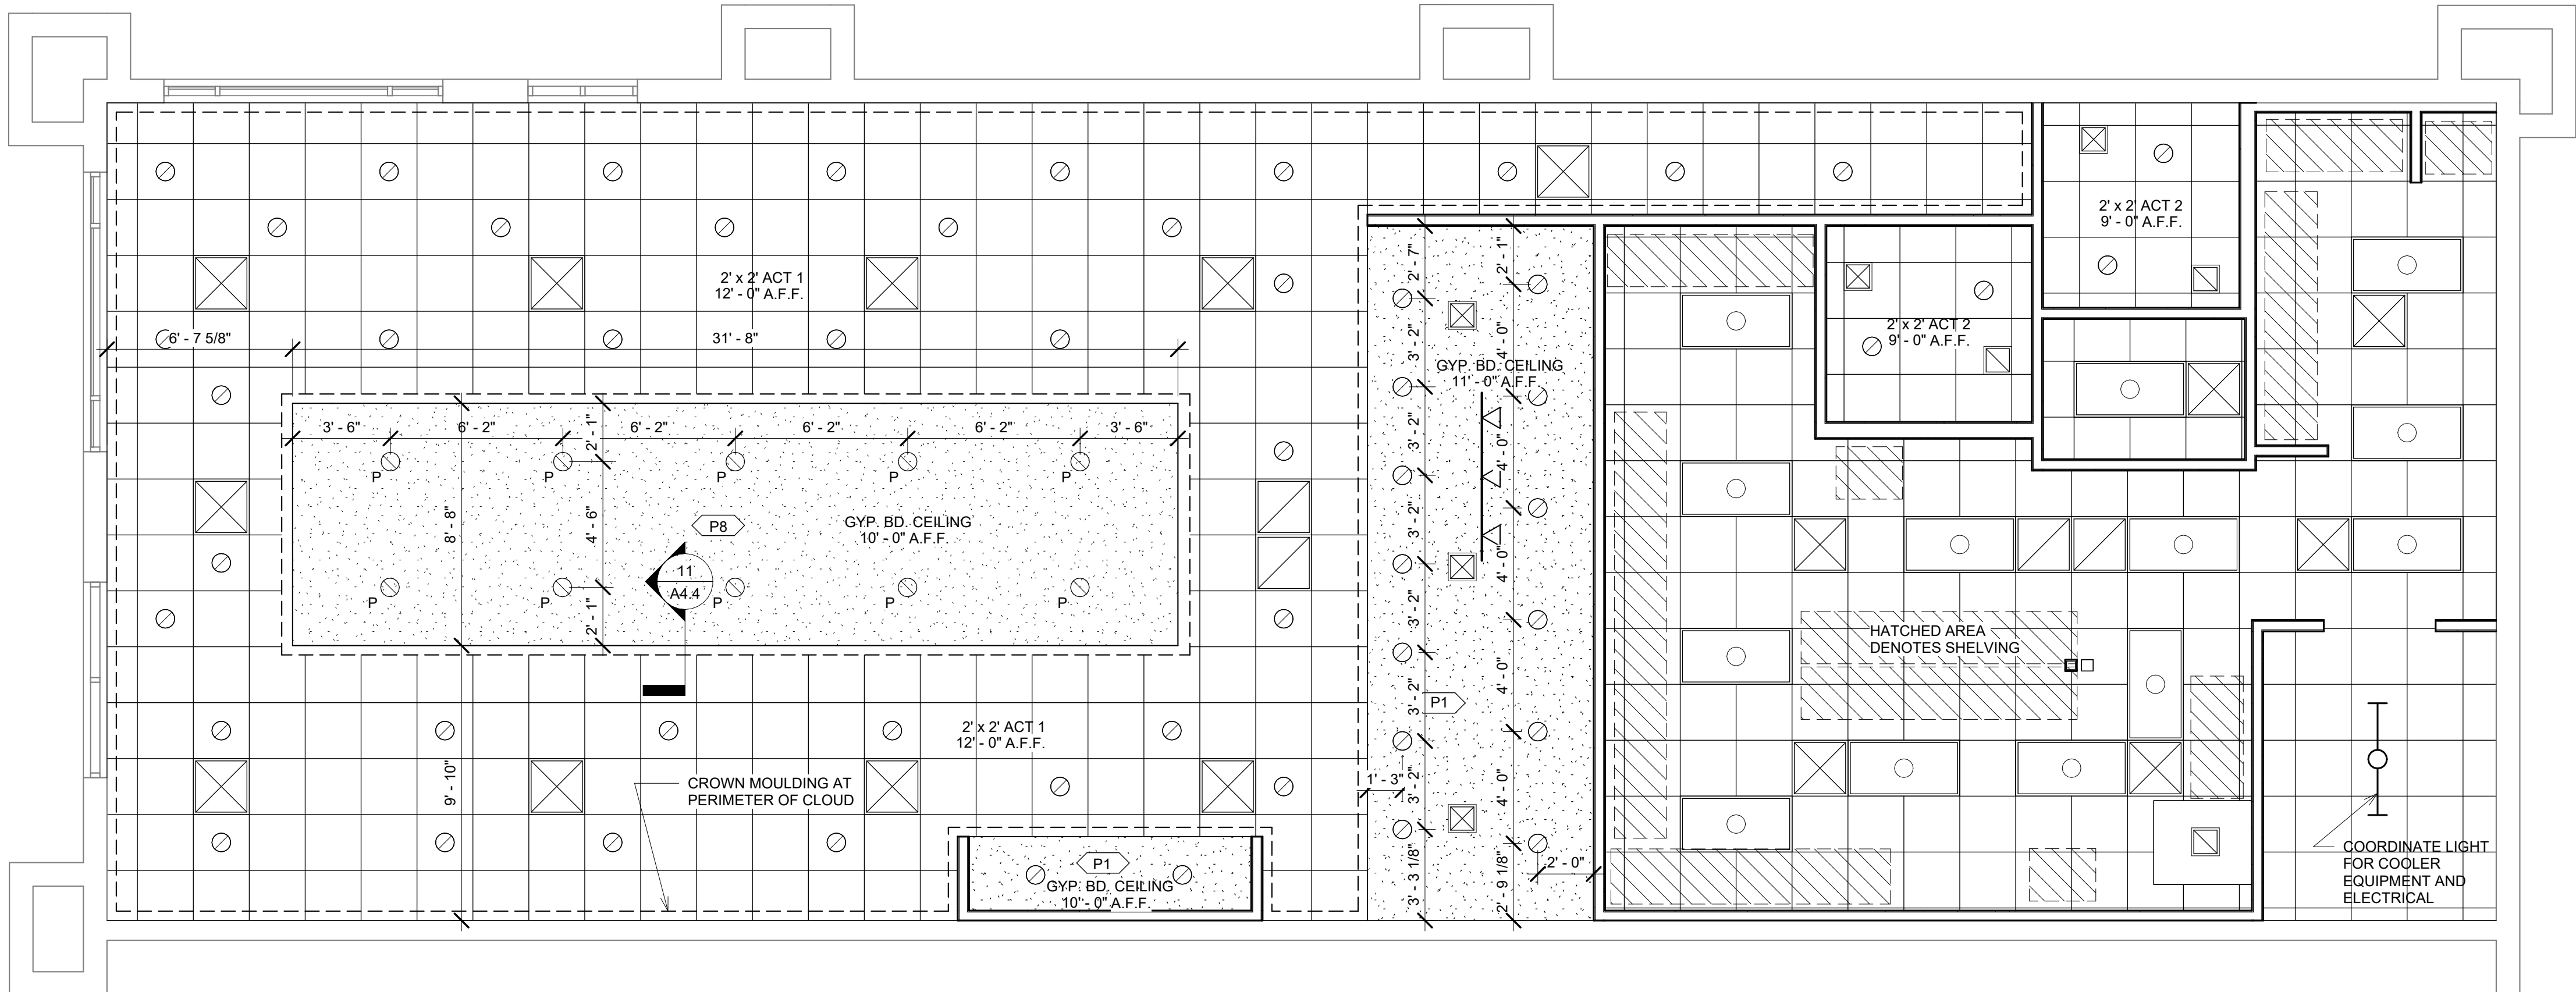 2' x 2' ACT 2
9' - 0" A.F.F.
2' x 2' ACT 1
12' - 0" A.F.F.
6' - 7 5/8"
31' - 8"
2' - 7"
2' - 1"
3' - 2"
4' - 0"
2' x 2' ACT 2
9' - 0" A.F.F.
GYP. BD. CEILING
11' - 0" A.F.F.
3' - 6"
6' - 2"
6' - 2"
6' - 2"
6' - 2"
3' - 6"
2' - 1"
3' - 2"
4' - 0"
P
P
P
P
P
8' - 8"
4' - 6"
P8
GYP. BD. CEILING
10' - 0" A.F.F.
3' - 2"
4' - 0"
11
A4.4
P
P
P
P
P
2' - 1"
3' - 2"
HATCHED AREA
DENOTES SHELVING
3' - 2"
4' - 0"
P1
2' x 2' ACT 1
12' - 0" A.F.F.
9' - 10"
CROWN MOULDING AT
PERIMETER OF CLOUD
1' - 3"
3' - 2"
4' - 0"
P1
GYP. BD. CEILING
10' - 0" A.F.F.
3' - 3 1/8"
2' - 9 1/8"
2' - 0"
COORDINATE LIGHT
FOR COOLER
EQUIPMENT AND
ELECTRICAL